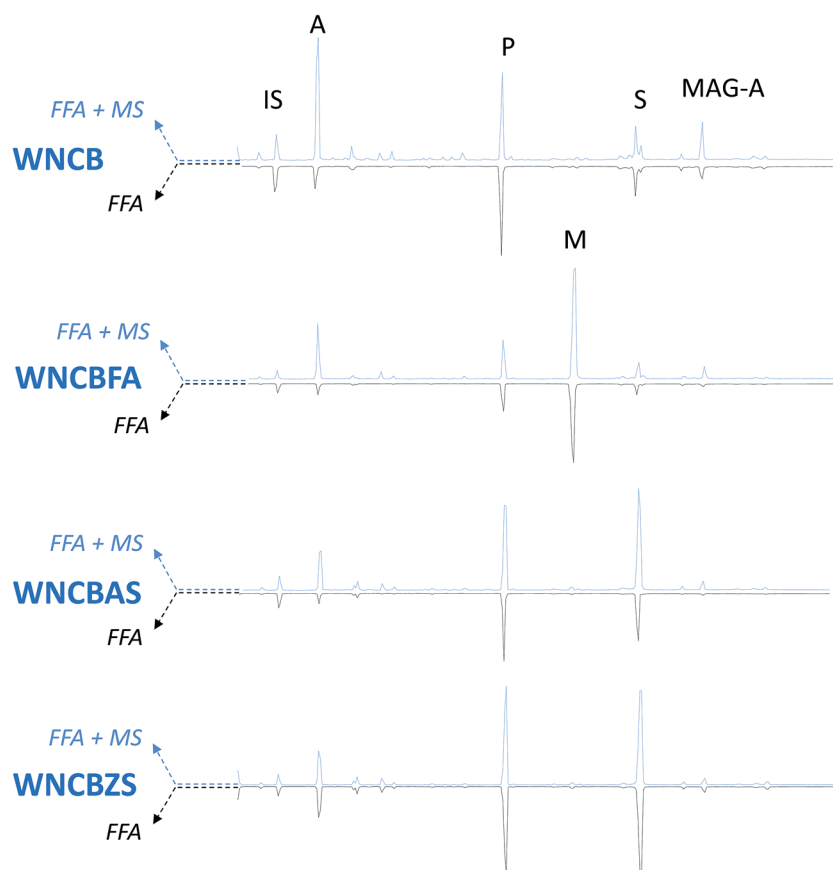 A
P
IS
S
MAG-A
FFA + MS
WNCB
FFA
M
FFA + MS
WNCBFA
FFA
FFA + MS
WNCBAS
FFA
FFA + MS
WNCBZS
FFA